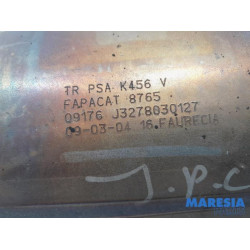 TR PSA K456 V
FAPACAT 8765
09176 J3278030127
09-03-04 16 FAURECIA
J.P.C
MARESIA